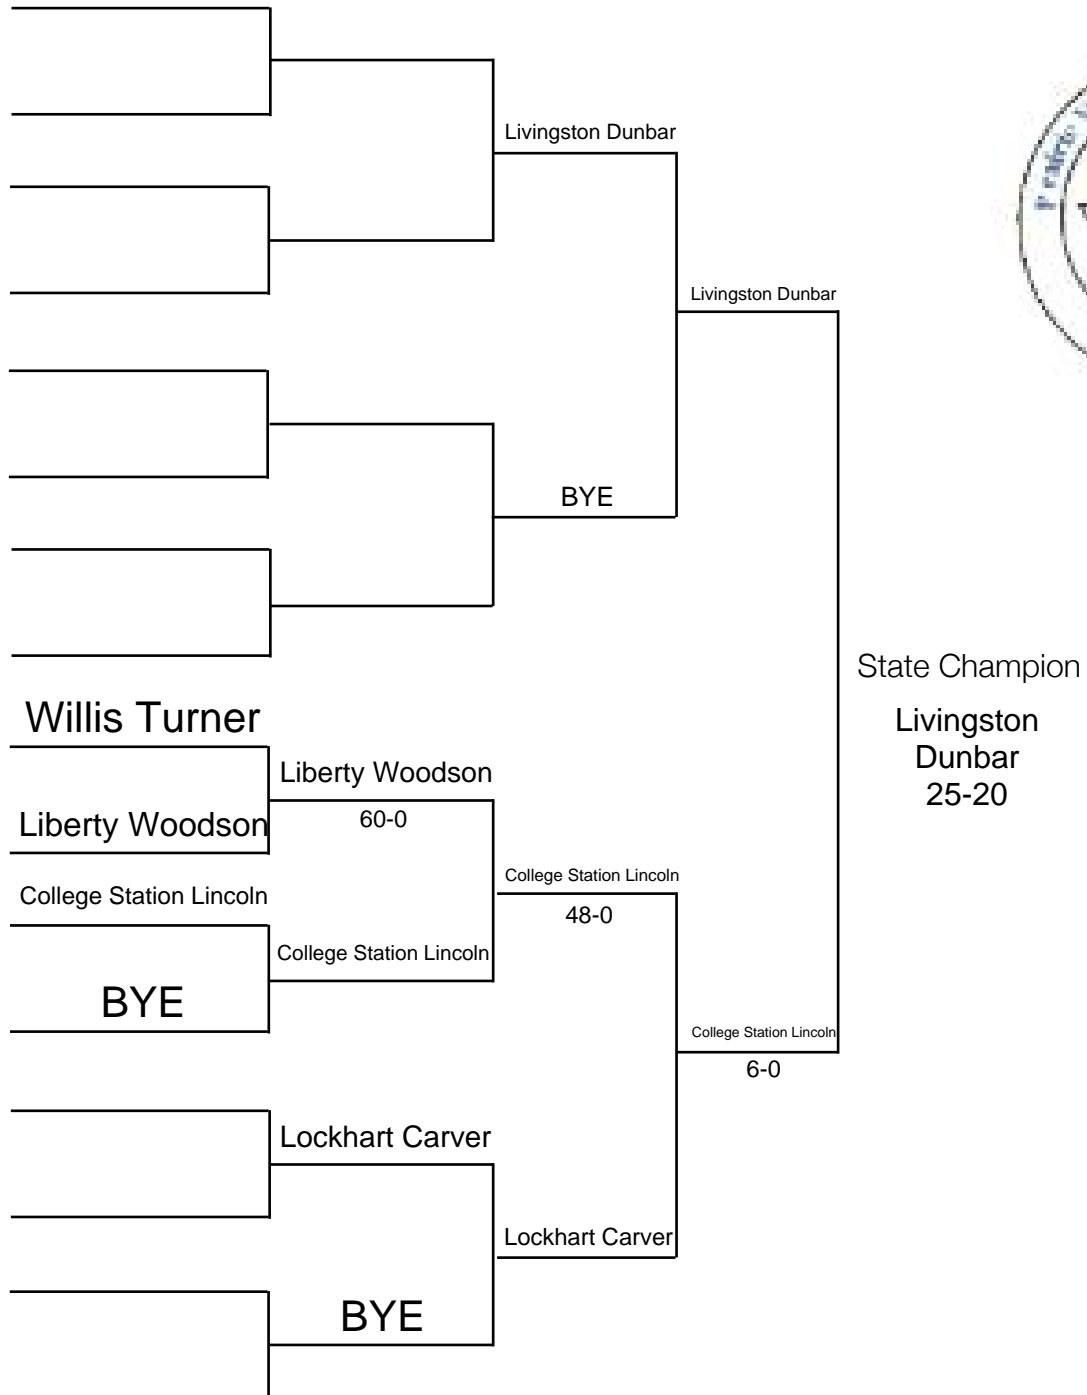 Livingston Dunbar
Livingston Dunbar
BYE
State Champion
Livingston
Dunbar
25-20
Willis Turner
Liberty Woodson
60-0
Liberty Woodson
College Station Lincoln
48-0
College Station Lincoln
College Station Lincoln
BYE
College Station Lincoln
6-0
Lockhart Carver
Lockhart Carver
BYE